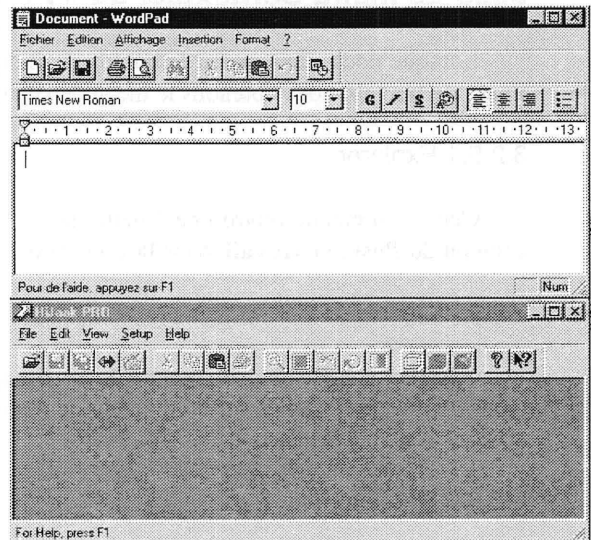 Document - WordPad
Fichier Edition Affichage Insertion Format ?
Times New Roman 10 G I S
1 2 3 4 5 6 7 8 9 10 11 12 13
Pour de l'aide, appuyez sur F1 Num
HiJaak PRO
File Edit View Setup Help
For Help, press F1